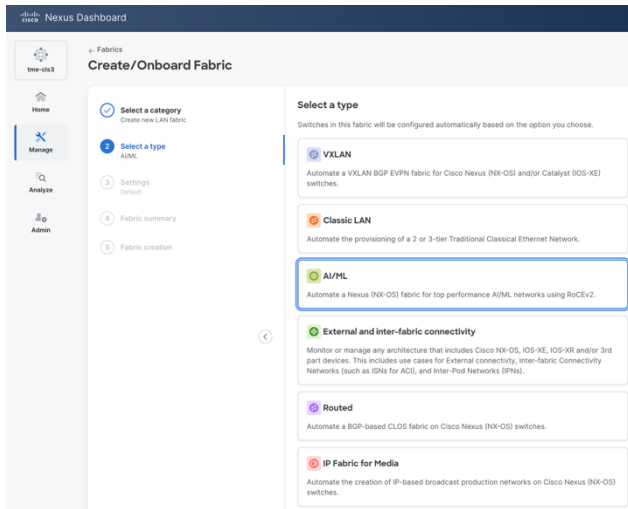 cisco Nexus Dashboard
tme-cls3
Home
Manage
Analyze
Admin
← Fabrics
Create/Onboard Fabric
Select a category
Create new LAN fabric
2 Select a type
AI/ML
3 Settings
Default
4 Fabric summary
5 Fabric creation
Select a type
Switches in this fabric will be configured automatically based on the option you choose.
VXLAN
Automate a VXLAN BGP EVPN fabric for Cisco Nexus (NX-OS) and/or Catalyst (IOS-XE)
switches.
Classic LAN
Automate the provisioning of a 2 or 3-tier Traditional Classical Ethernet Network.
AI/ML
Automate a Nexus (NX-OS) fabric for top performance AI/ML networks using RoCEv2.
External and inter-fabric connectivity
Monitor or manage any architecture that includes Cisco NX-OS, IOS-XE, IOS-XR and/or 3rd
part devices. This includes use cases for External connectivty, Inter-fabric Connectivity
Networks (such as ISNs for ACI), and Inter-Pod Networks (IPNs).
Routed
Automate a BGP-based CLOS fabric on Cisco Nexus (NX-OS) switches.
IP Fabric for Media
Automate the creation of IP-based broadcast production networks on Cisco Nexus (NX-OS)
switches.